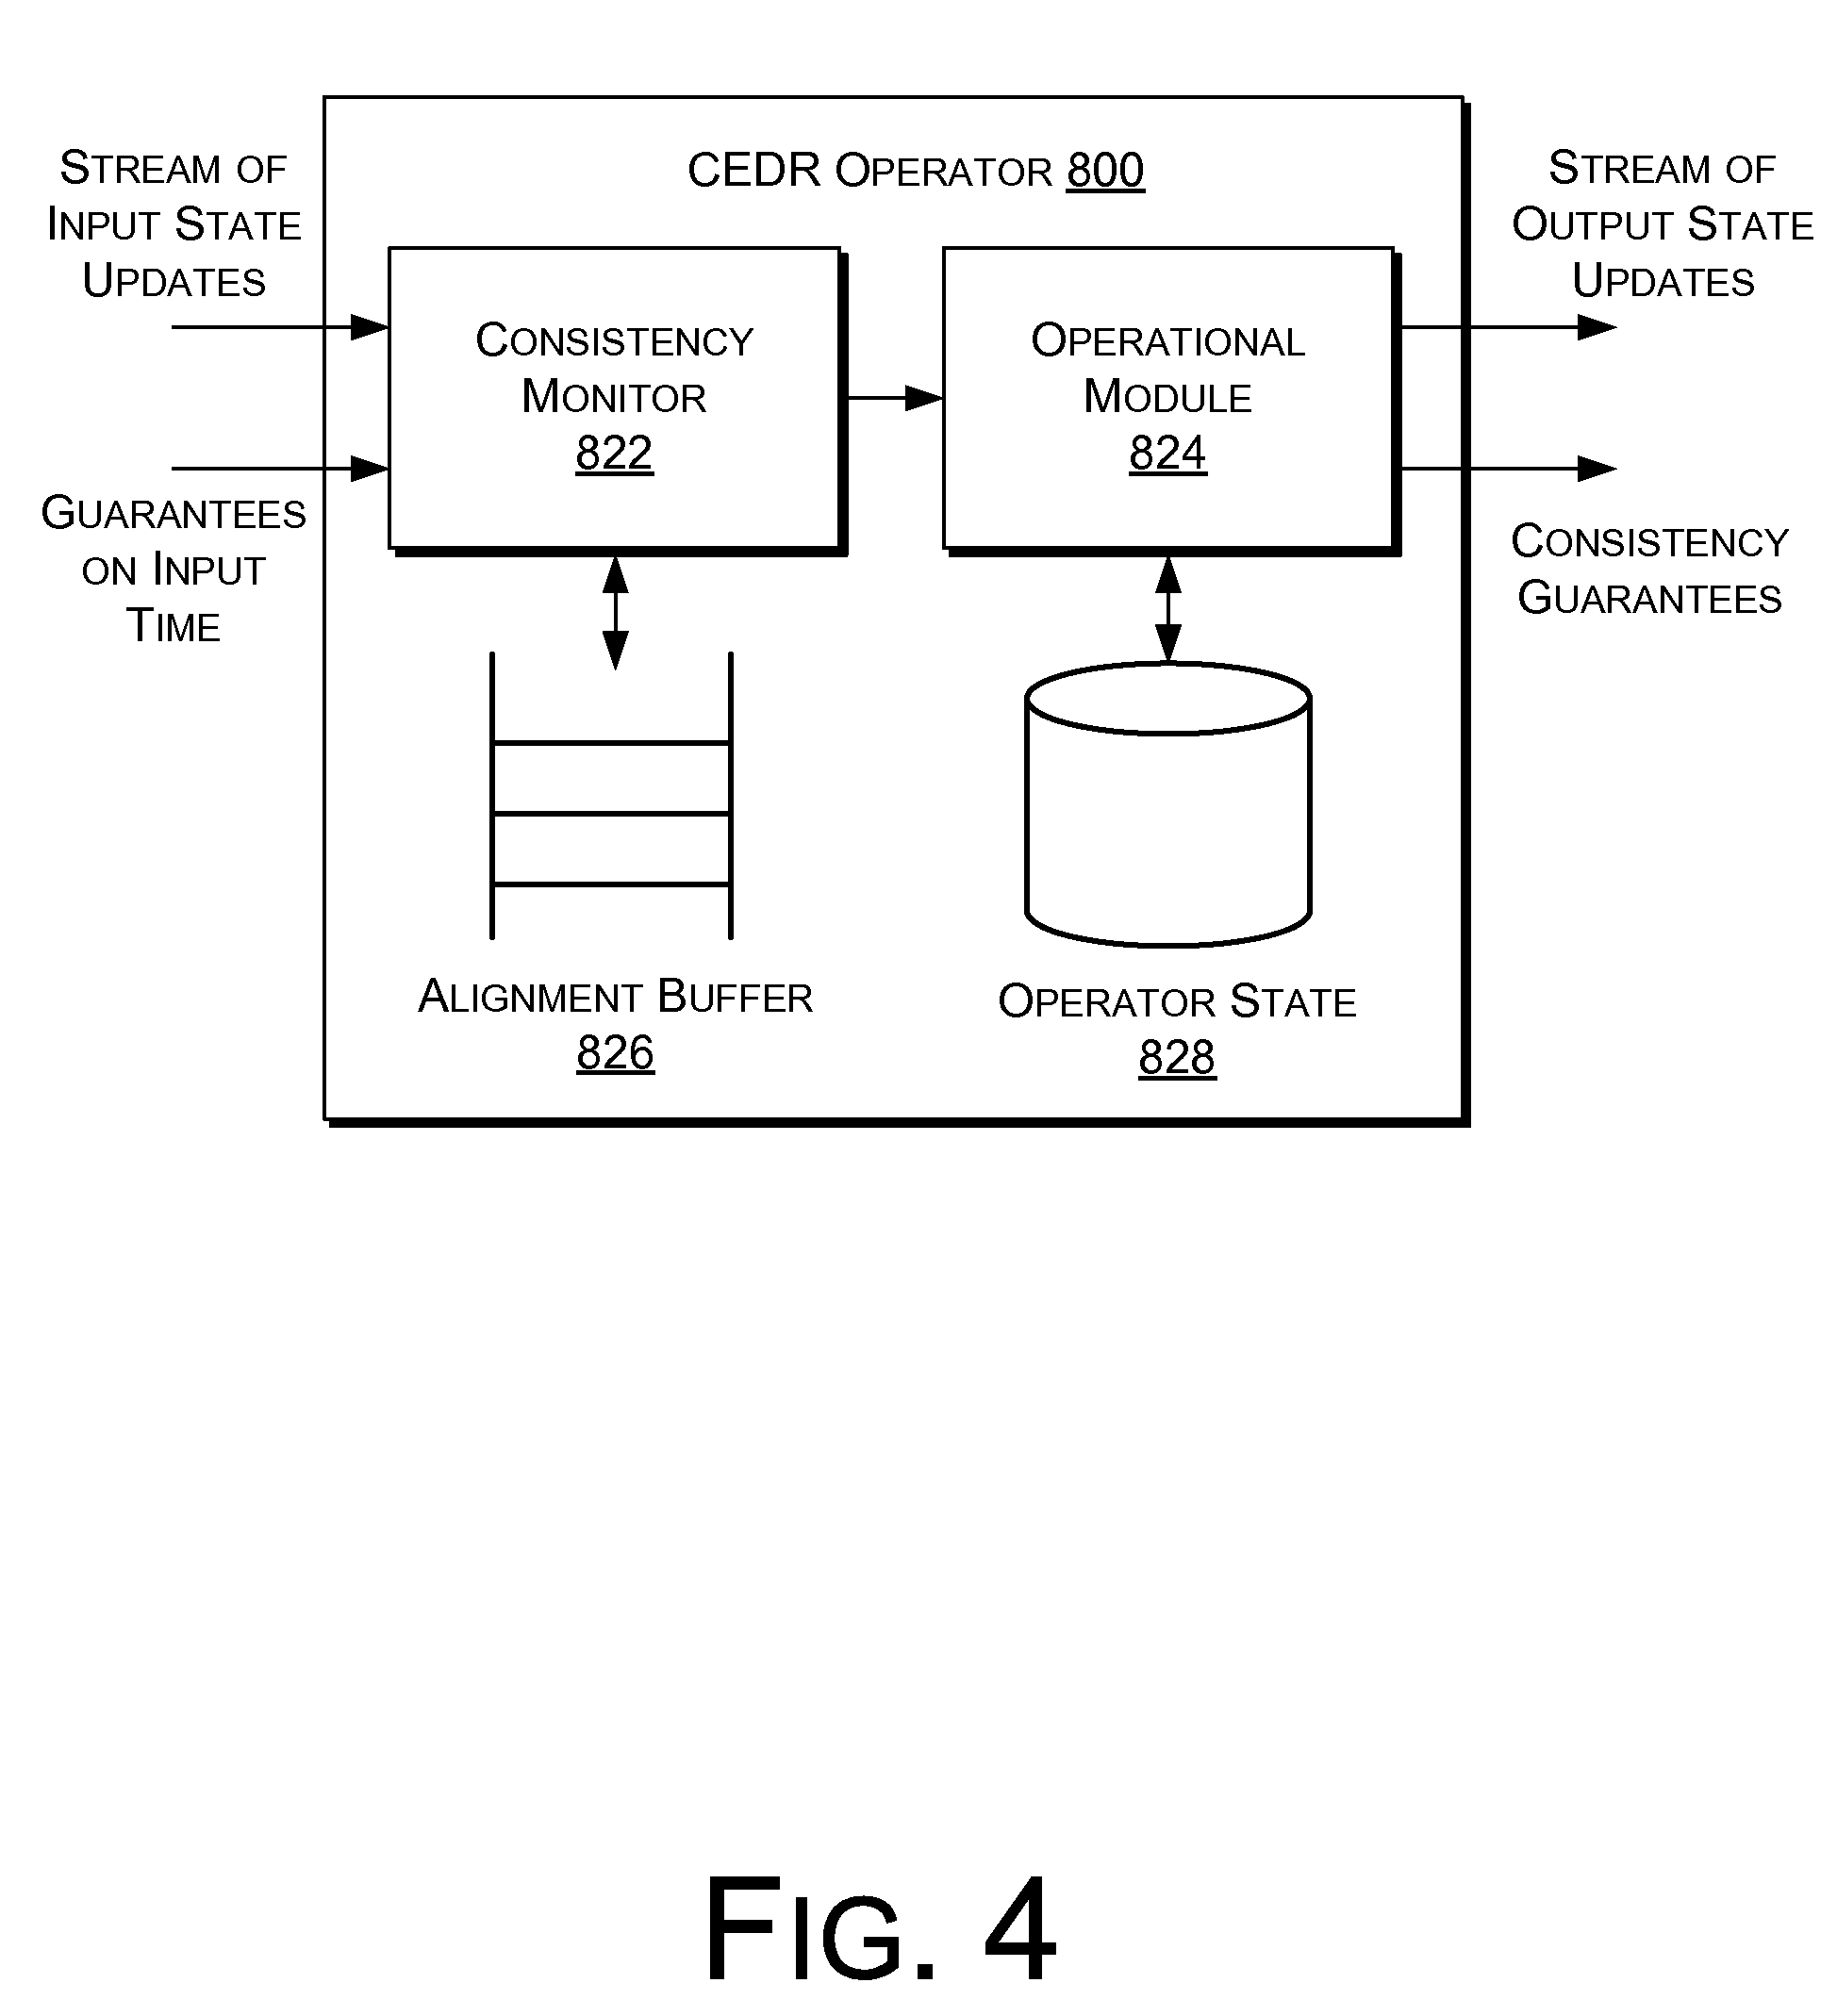 CEDR OPERATOR 800
STREAM OF
INPUT STATE
UPDATES
GUARANTEES
ON INPUT
TIME
CONSISTENCY
MONITOR
822
OPERATIONAL
MODULE
824
STREAM OF
OUTPUT STATE
UPDATES
CONSISTENCY
GUARANTEES
ALIGNMENT BUFFER
826
OPERATOR STATE
828
FIG. 4